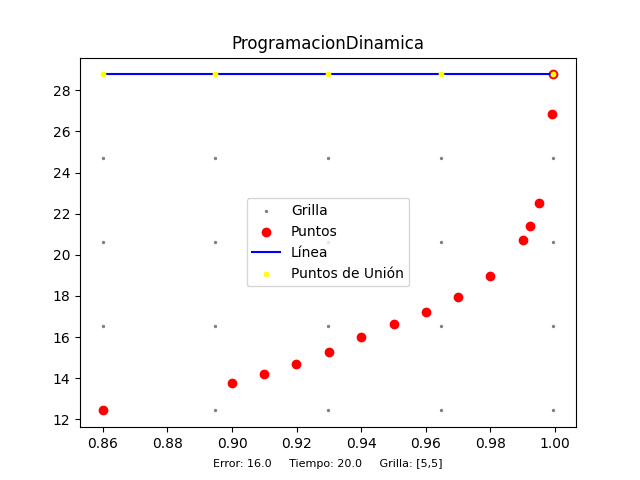 ProgramacionDinamica
28
26
24
22
20
18
16
14
12
Grilla
Puntos
Línea
Puntos de Unión
0.86 0.88 0.90 0.92 0.94 0.96 0.98 1.00
Error: 16.0 Tiempo: 20.0 Grilla: [5,5]